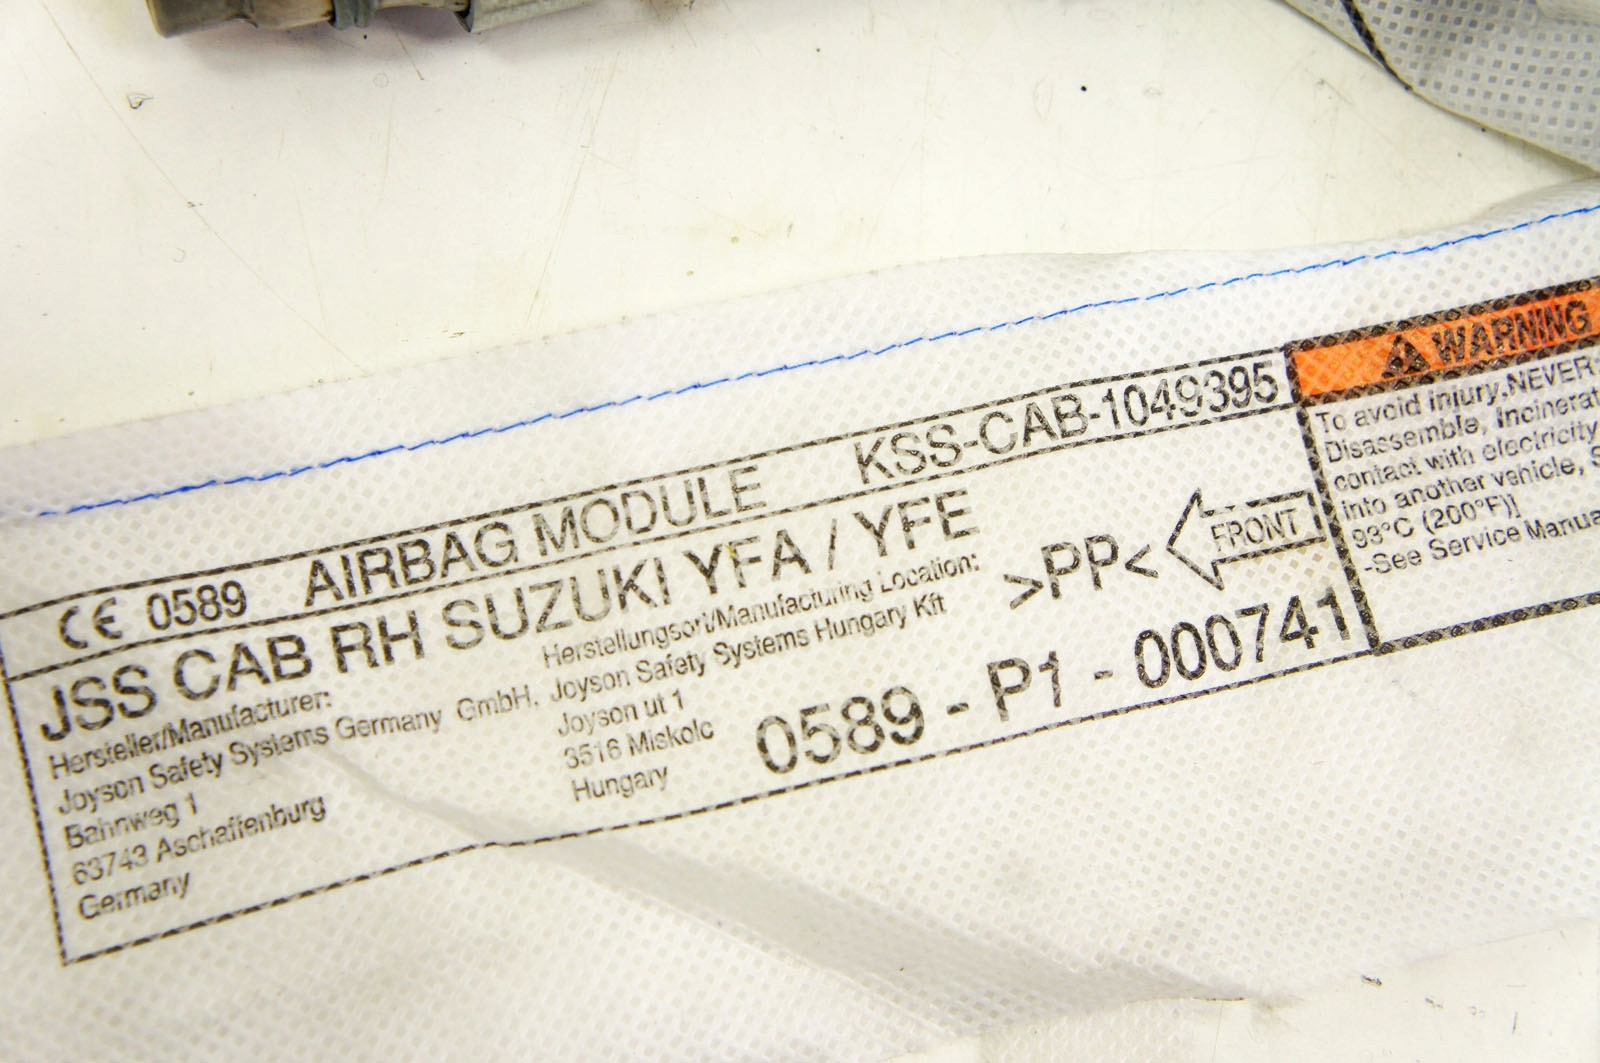 CE 0589 AIRBAG MODULE KSS-CAB-1049395
JSS CAB RH SUZUKI YFA / YFE
Hersteller/Manufacturer:
Joyson Safety Systems Germany GmbH.
Bahnweg 1
63743 Aschaffenburg
Germany
Herstellungsort/Manufacturing Location:
Joyson Safety Systems Hungary Kft
Joyson ut 1
3516 Miskolc
Hungary
>PP<
FRONT
0589 - P1 - 000741
WARNING
To avoid injury,NEVER:
Disassemble, Incinerat
contact with electricity
into another vehicle, S
93°C (200°F)]
-See Service Manua